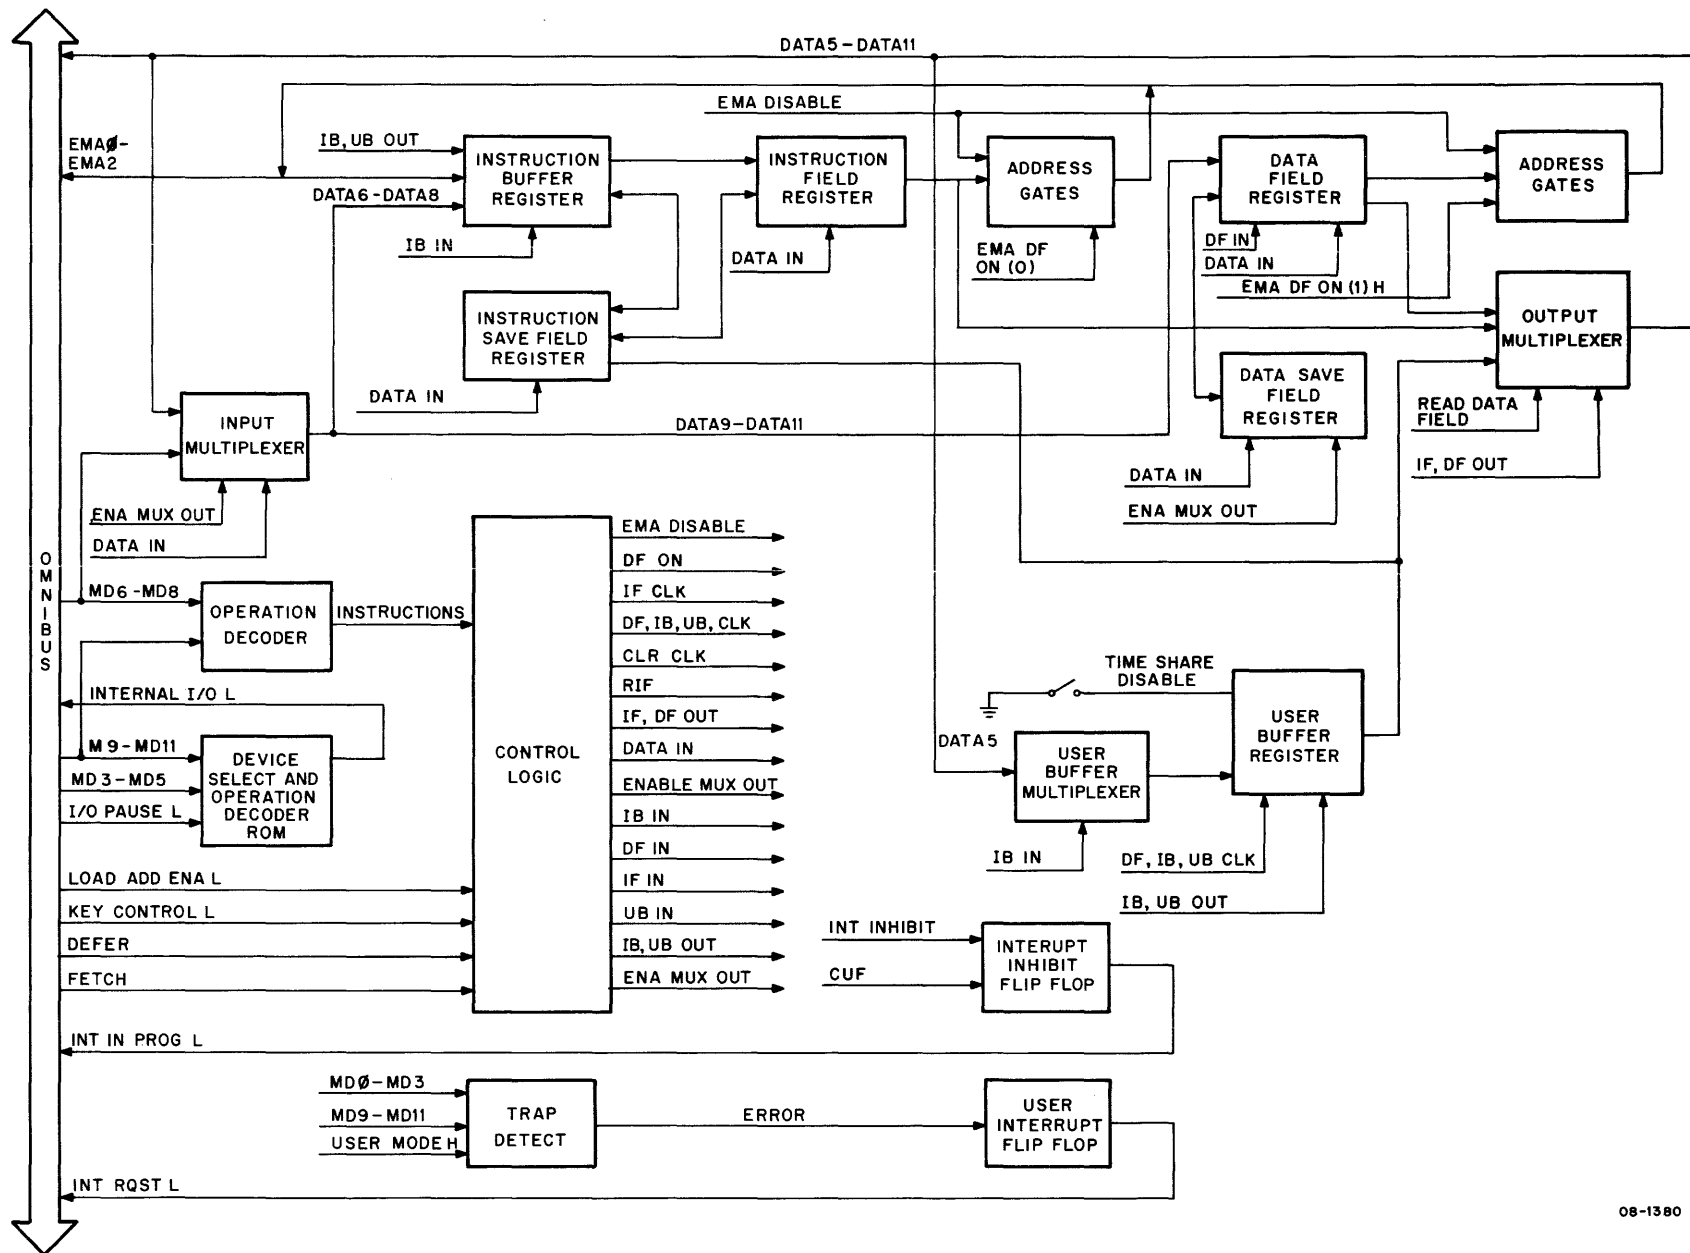 DATA5-DATA11
EMA DISABLE
EMAØ-
EMA2
IB, UB OUT
INSTRUCTION
BUFFER
REGISTER
INSTRUCTION
FIELD
REGISTER
ADDRESS
GATES
DATA
FIELD
REGISTER
ADDRESS
GATES
DATA6-DATA8
IB IN
DATA IN
EMA DF
ON (0)
DF IN
DATA IN
EMA DF ON (1) H
INSTRUCTION
SAVE FIELD
REGISTER
OUTPUT
MULTIPLEXER
DATA IN
DATA SAVE
FIELD
REGISTER
READ DATA
FIELD
INPUT
MULTIPLEXER
DATA9-DATA11
IF, DF OUT
DATA IN
ENA MUX OUT
ENA MUX OUT
DATA IN
OMNIBUS
MD6-MD8
OPERATION
DECODER
INSTRUCTIONS
INTERNAL I/O L
M9-MD11
MD3-MD5
I/O PAUSE L
DEVICE
SELECT AND
OPERATION
DECODER
ROM
LOAD ADD ENA L
KEY CONTROL L
DEFER
FETCH
CONTROL
LOGIC
EMA DISABLE
DF ON
IF CLK
DF, IB, UB, CLK
CLR CLK
RIF
IF, DF OUT
DATA IN
ENABLE MUX OUT
IB IN
DF IN
IF IN
UB IN
IB, UB OUT
ENA MUX OUT
TIME SHARE
DISABLE
DATA5
USER
BUFFER
MULTIPLEXER
USER
BUFFER
REGISTER
IB IN
DF, IB, UB CLK
IB, UB OUT
INT INHIBIT
CUF
INTERUPT
INHIBIT
FLIP FLOP
INT IN PROG L
MDØ-MD3
MD9-MD11
USER MODE H
TRAP
DETECT
ERROR
USER
INTERRUPT
FLIP FLOP
INT RQST L
08-1380